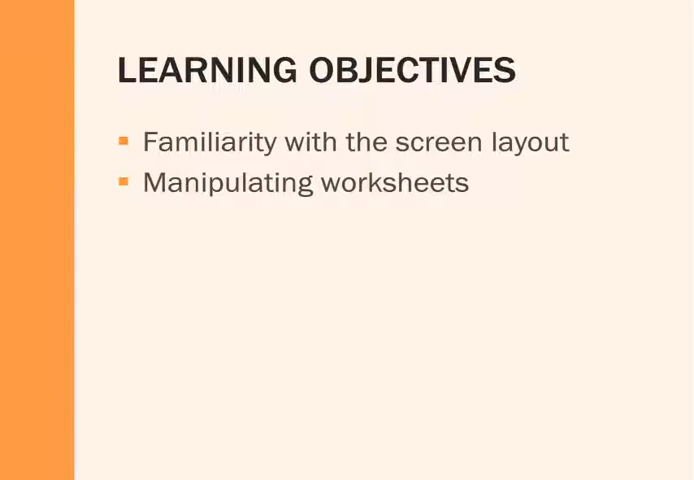 LEARNING OBJECTIVES
Familiarity with the screen layout
Manipulating worksheets